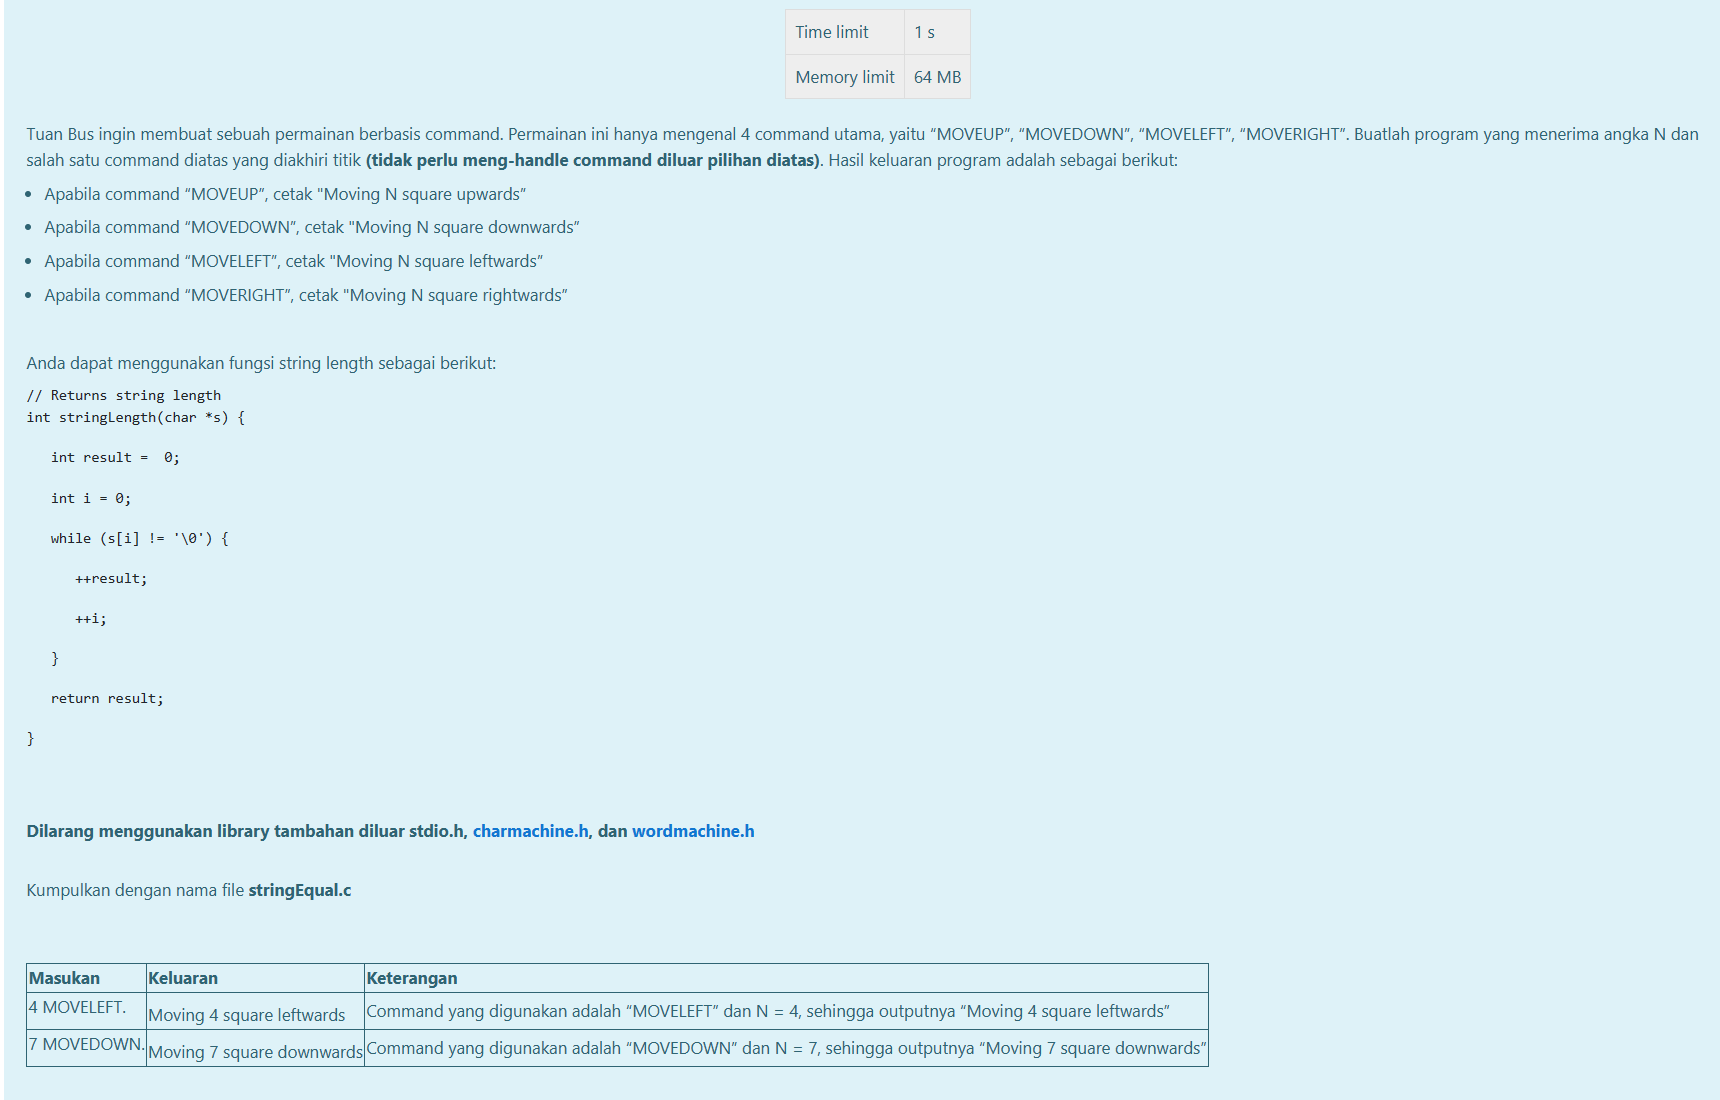 Time limit 1 s
Memory limit 64 MB
Tuan Bus ingin membuat sebuah permainan berbasis command. Permainan ini hanya mengenal 4 command utama, yaitu “MOVEUP”, “MOVEDOWN”, “MOVELEFT”, “MOVERIGHT”. Buatlah program yang menerima angka N dan
salah satu command diatas yang diakhiri titik (tidak perlu meng-handle command diluar pilihan diatas). Hasil keluaran program adalah sebagai berikut:
• Apabila command “MOVEUP”, cetak "Moving N square upwards”
• Apabila command “MOVEDOWN”, cetak "Moving N square downwards”
• Apabila command “MOVELEFT”, cetak "Moving N square leftwards”
• Apabila command “MOVERIGHT”, cetak "Moving N square rightwards”
Anda dapat menggunakan fungsi string length sebagai berikut:
// Returns string length
int stringLength(char *s) {
int result =  0;
int i = 0;
while (s[i] != '\0') {
++result;
++i;
}
return result;
}
Dilarang menggunakan library tambahan diluar stdio.h, charmachine.h, dan wordmachine.h
Kumpulkan dengan nama file stringEqual.c
Masukan Keluaran Keterangan
4 MOVELEFT. Moving 4 square leftwards Command yang digunakan adalah “MOVELEFT” dan N = 4, sehingga outputnya “Moving 4 square leftwards”
7 MOVEDOWN. Moving 7 square downwards Command yang digunakan adalah “MOVEDOWN” dan N = 7, sehingga outputnya “Moving 7 square downwards”